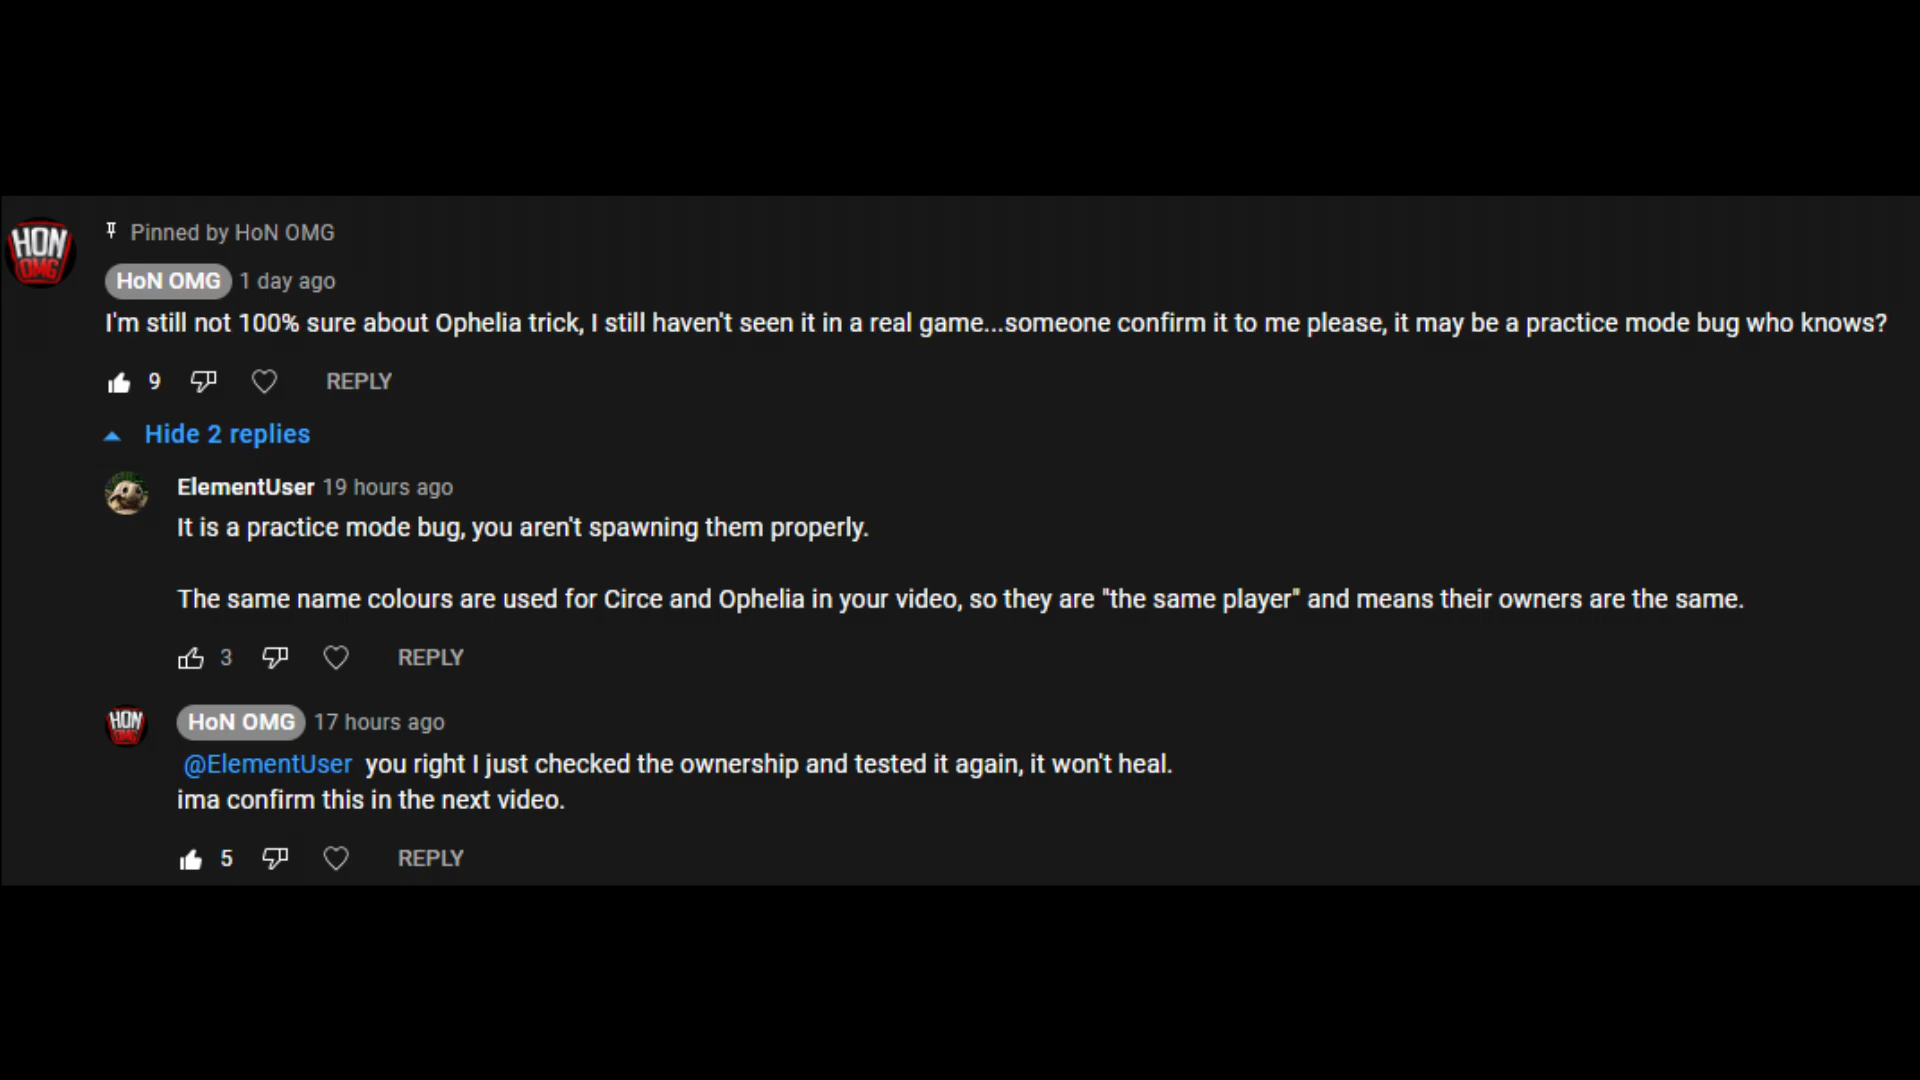 HON
OMG
Pinned by HoN OMG
HoN OMG 1 day ago
I'm still not 100% sure about Ophelia trick, I still haven't seen it in a real game...someone confirm it to me please, it may be a practice mode bug who knows?
9 REPLY
Hide 2 replies
ElementUser 19 hours ago
It is a practice mode bug, you aren't spawning them properly.
The same name colours are used for Circe and Ophelia in your video, so they are "the same player" and means their owners are the same.
3 REPLY
HON
OMG
HoN OMG 17 hours ago
@ElementUser you right I just checked the ownership and tested it again, it won't heal.
ima confirm this in the next video.
5 REPLY